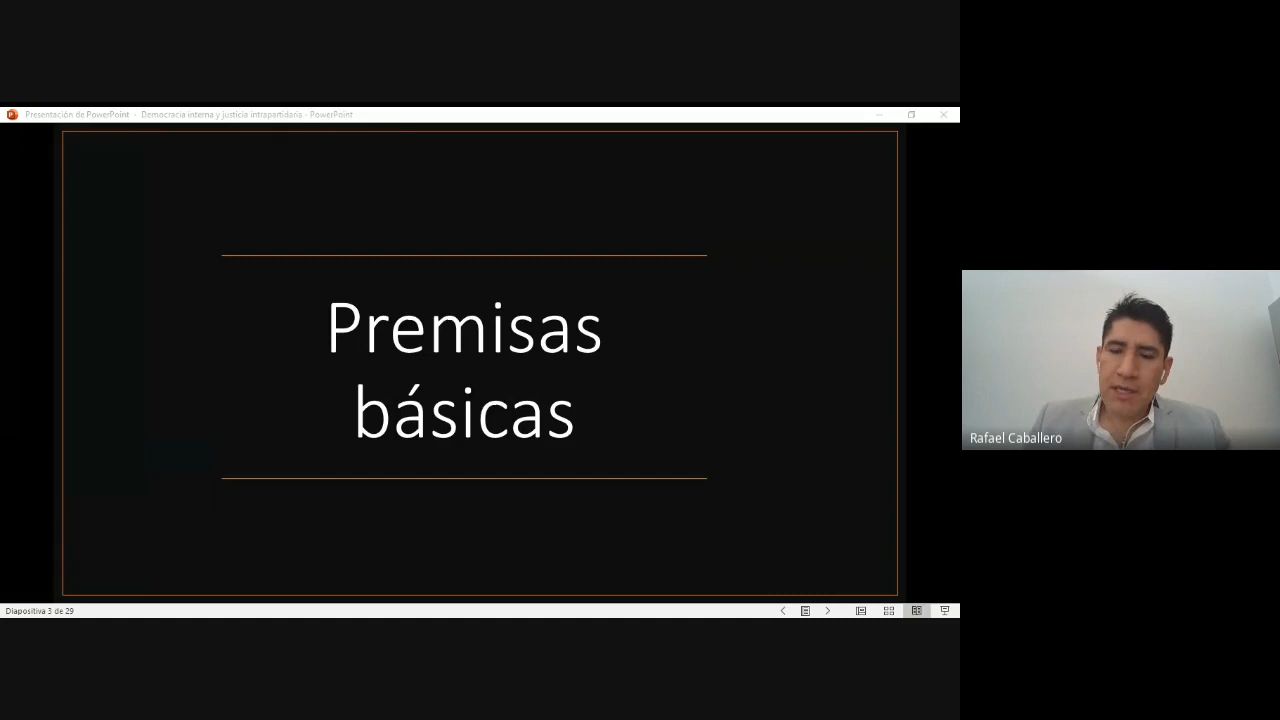 Presentación de PowerPoint - Democracia interna y justicia intrapartidaria - PowerPoint
Premisas
básicas
Rafael Caballero
Diapositiva 3 de 29